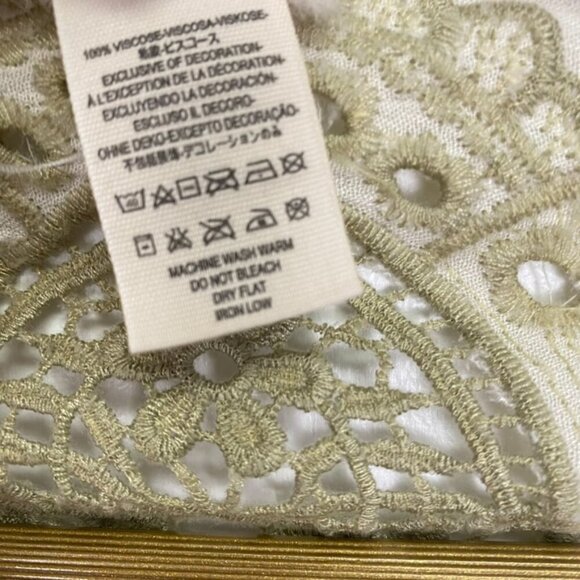 100% VISCOSE-VISCOSA-VISKOSE-
粘胶-ビスコース
EXCLUSIVE OF DECORATION-
À L'EXCEPTION DE LA DÉCORATION-
EXCLUYENDO LA DECORACIÓN-
ESCLUSO IL DECORO-
OHNE DEKO-EXCEPTO DECORAÇÃO-
不包括装饰-デコレーションのみ
40
MACHINE WASH WARM
DO NOT BLEACH
DRY FLAT
IRON LOW